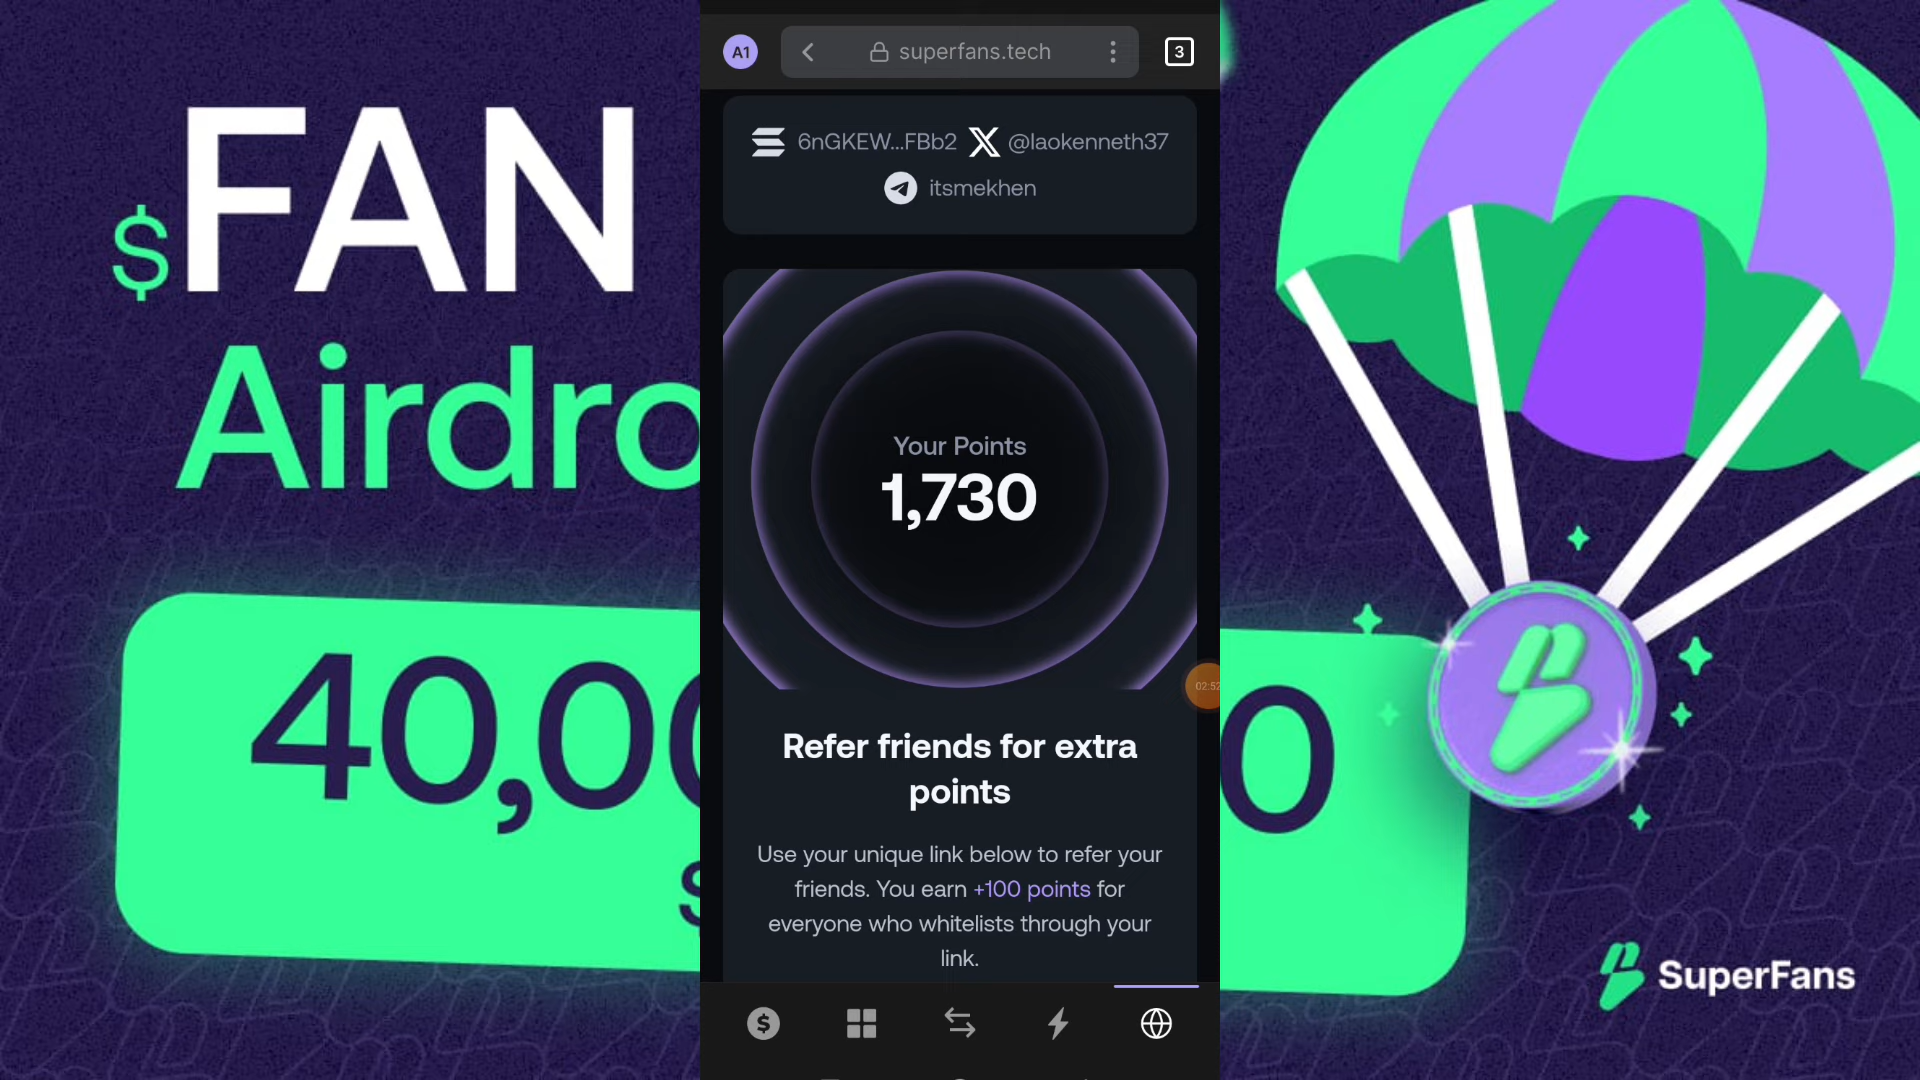 A1
superfans.tech
3
6nGKEW...FBb2 X @laokenneth37
itsmekhen
$FAN
Airdro
Your Points
1,730
40,00
0
$
02:52
Refer friends for extra
points
Use your unique link below to refer your
friends. You earn +100 points for
everyone who whitelists through your
link.
SuperFans